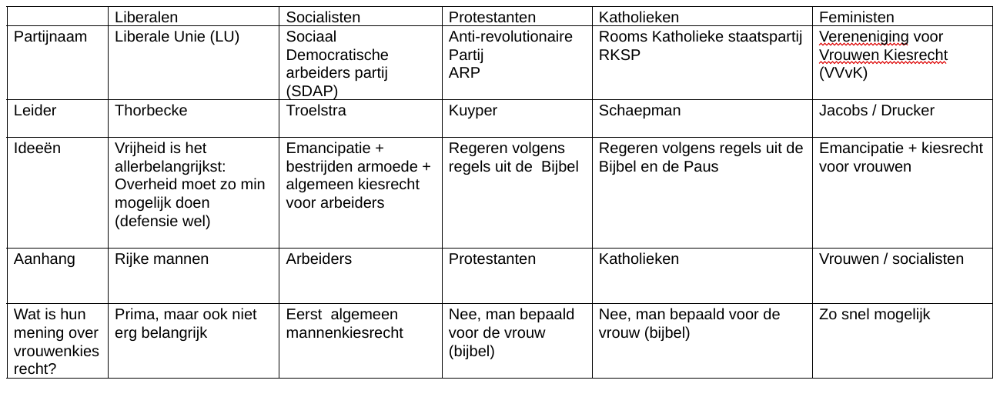 Liberalen Socialisten Protestanten Katholieken Feministen
Partijnaam
Liberale Unie (LU)
Sociaal
Democratische
arbeiders partij
(SDAP)
Anti-revolutionaire
Partij
ARP
Rooms Katholieke staatspartij
RKSP
Vereneniging voor
Vrouwen Kiesrecht
(VVvK)
Leider
Thorbecke
Troelstra
Kuyper
Schaepman
Jacobs / Drucker
Ideeën
Vrijheid is het
allerbelangrijkst:
Overheid moet zo min
mogelijk doen
(defensie wel)
Emancipatie +
bestrijden armoede +
algemeen kiesrecht
voor arbeiders
Regeren volgens
regels uit de  Bijbel
Regeren volgens regels uit de
Bijbel en de Paus
Emancipatie + kiesrecht
voor vrouwen
Aanhang
Rijke mannen
Arbeiders
Protestanten
Katholieken
Vrouwen / socialisten
Wat is hun
mening over
vrouwenkies
recht?
Prima, maar ook niet
erg belangrijk
Eerst  algemeen
mannenkiesrecht
Nee, man bepaald
voor de vrouw
(bijbel)
Nee, man bepaald voor de
vrouw (bijbel)
Zo snel mogelijk